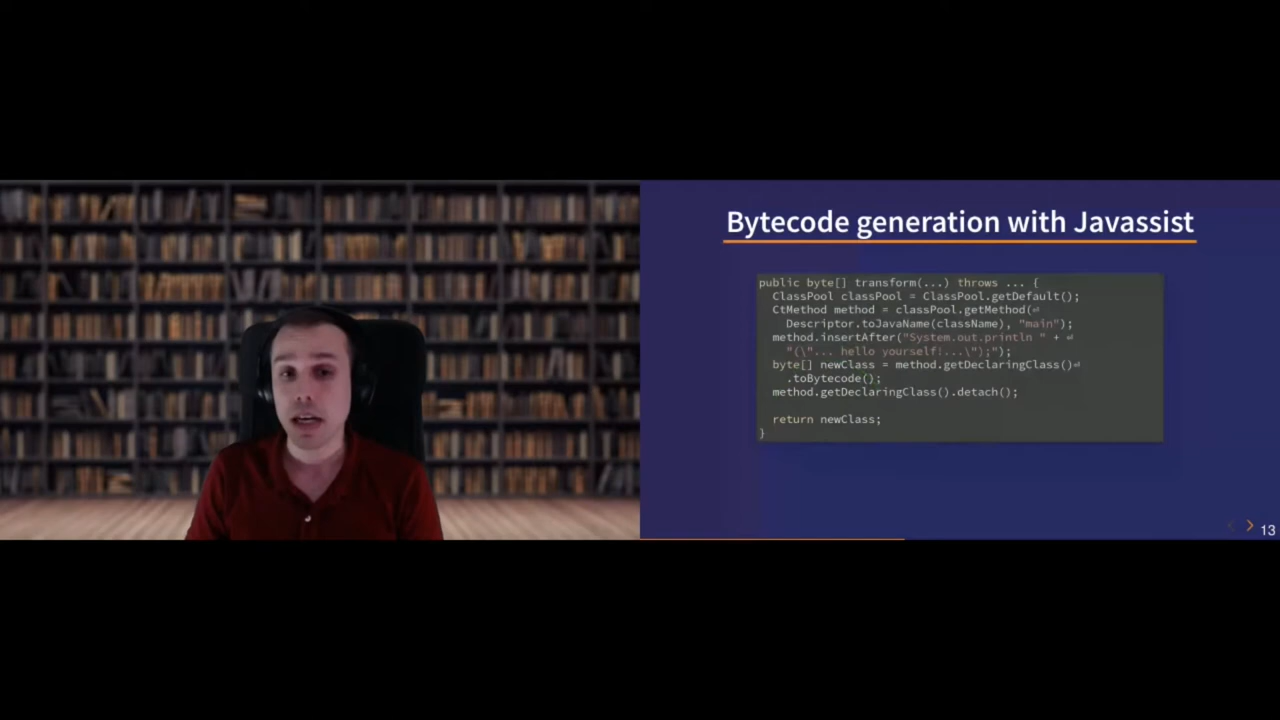 Bytecode generation with Javassist
public byte[] transform(...) throws ... {
ClassPool classPool = ClassPool.getDefault();
CtMethod method = classPool.getMethod(⏎
Descriptor.toJavaName(className), "main");
method.insertAfter("System.out.println " + ⏎
"(\"... hello yourself!...\");");
byte[] newClass = method.getDeclaringClass()⏎
.toBytecode();
method.getDeclaringClass().detach();
return newClass;
}
13